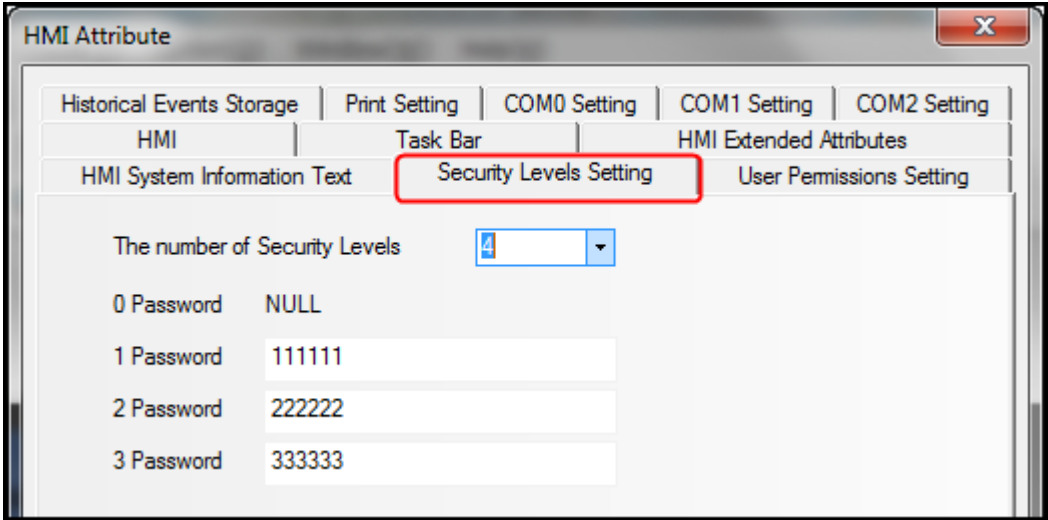 HMI Attribute
Historical Events Storage Print Setting COM0 Setting COM1 Setting COM2 Setting
HMI Task Bar HMI Extended Attributes
HMI System Information Text Security Levels Setting User Permissions Setting
The number of Security Levels 4
0 Password NULL
1 Password 111111
2 Password 222222
3 Password 333333